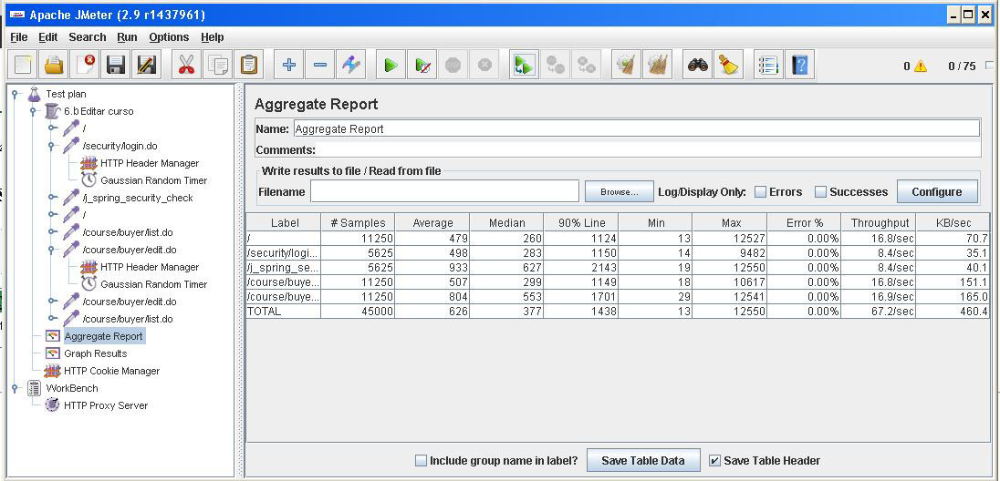 Apache JMeter (2.9 r1437961)
File Edit Search Run Options Help
0 0 / 75
Test plan
6.b Editar curso
/
/security/login.do
HTTP Header Manager
Gaussian Random Timer
/j_spring_security_check
/
/course/buyer/list.do
/course/buyer/edit.do
HTTP Header Manager
Gaussian Random Timer
/course/buyer/edit.do
/course/buyer/list.do
Aggregate Report
Graph Results
HTTP Cookie Manager
WorkBench
HTTP Proxy Server
Aggregate Report
Name: Aggregate Report
Comments:
Write results to file / Read from file
Filename Browse... Log/Display Only: Errors Successes Configure
Label # Samples Average Median 90% Line Min Max Error % Throughput KB/sec
/ 11250 479 260 1124 13 12527 0.00% 16.8/sec 70.7
/security/logi... 5625 498 283 1150 14 9482 0.00% 8.4/sec 35.1
/j_spring_se... 5625 933 627 2143 19 12550 0.00% 8.4/sec 40.1
/course/buye... 11250 507 299 1149 18 10617 0.00% 16.9/sec 151.1
/course/buye... 11250 804 553 1701 29 12541 0.00% 16.9/sec 165.0
TOTAL 45000 626 377 1438 13 12550 0.00% 67.2/sec 460.4
Include group name in label? Save Table Data Save Table Header